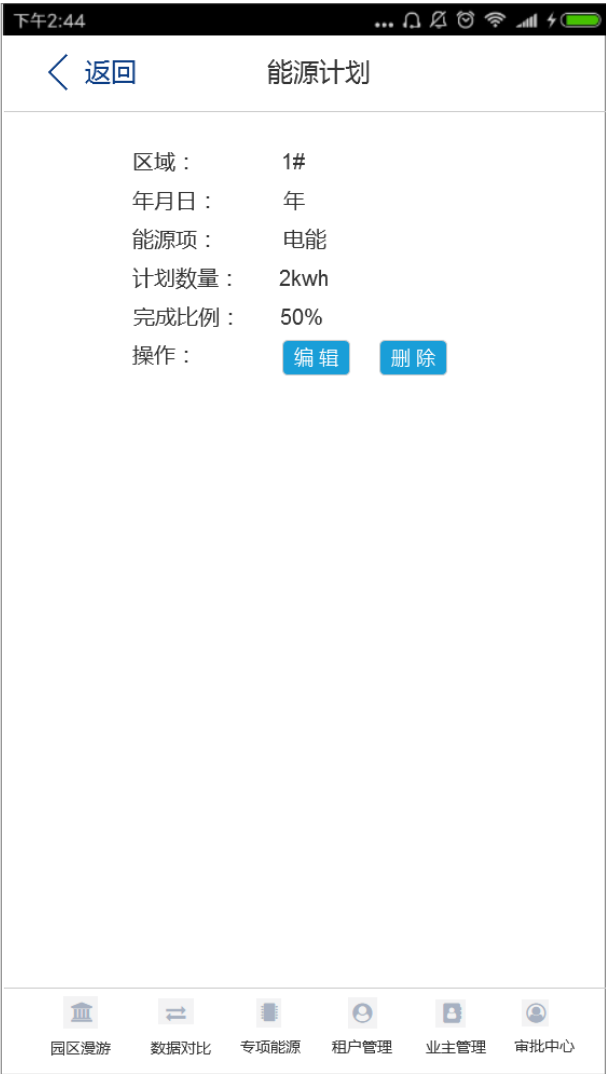 下午2:44
返回 能源计划
区域： 1#
年月日： 年
能源项： 电能
计划数量： 2kwh
完成比例： 50%
操作： 编辑 删除
园区漫游 数据对比 专项能源 租户管理 业主管理 审批中心